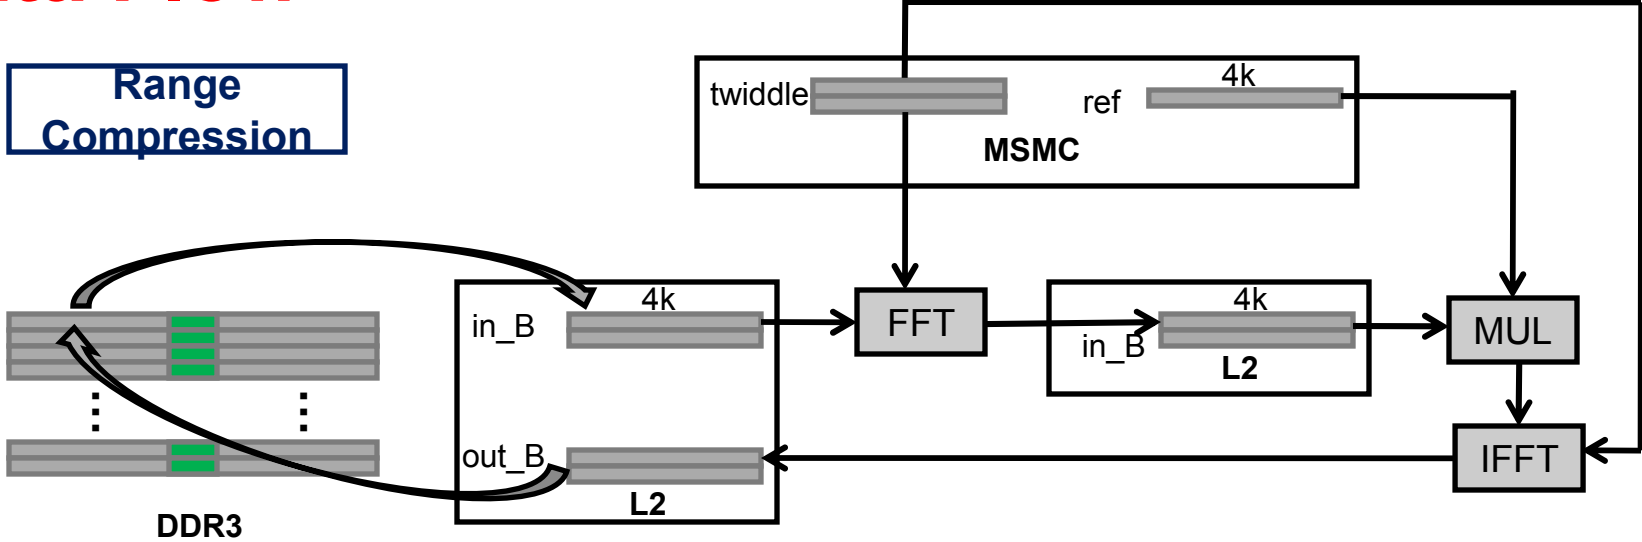 Range
Compression
twiddle
ref
4k
MSMC
in_B
4k
FFT
in_B
4k
L2
MUL
out_B
L2
IFFT
DDR3